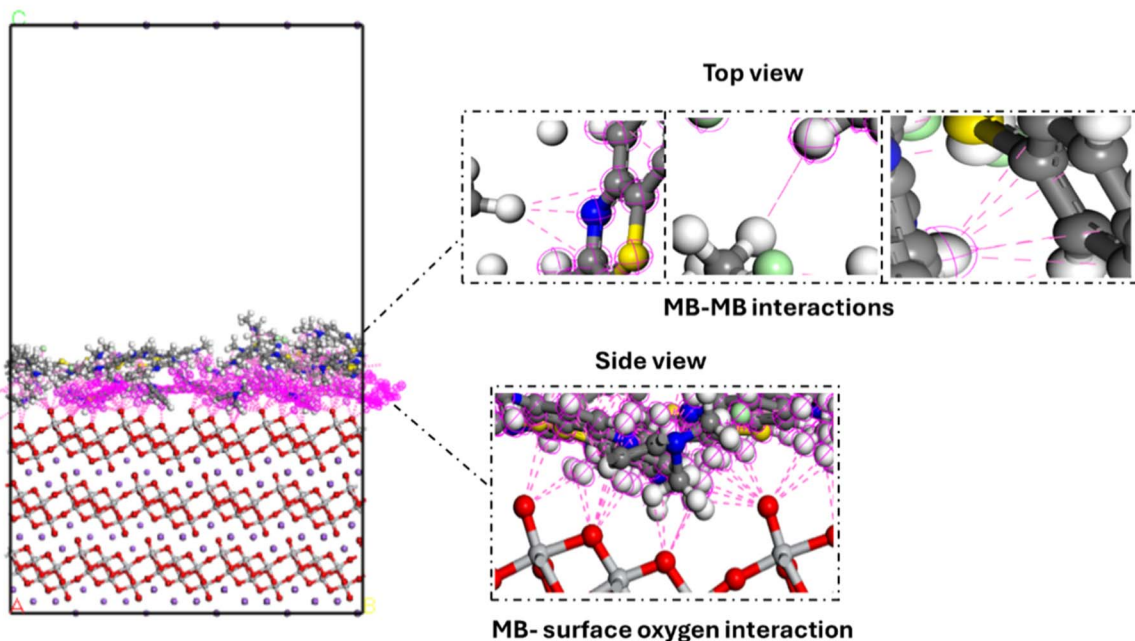 C
Top view
MB-MB interactions
Side view
MB- surface oxygen interaction
A
B